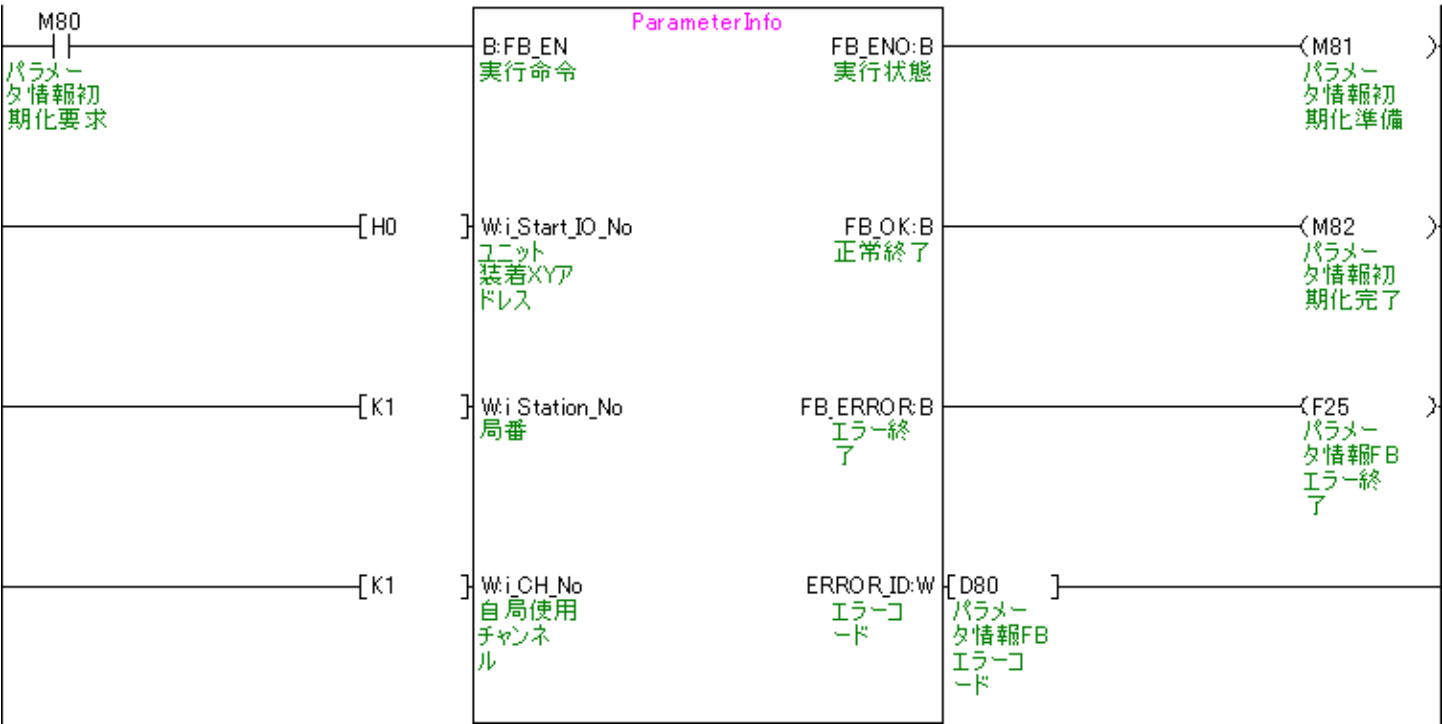 M80
パラメー
タ情報初
期化要求
ParameterInfo
B:FB_EN
実行命令
FB_ENO:B
実行状態
M81
パラメー
タ情報初
期化準備
H0
W:i_Start_IO_No
ユニット
装着XYア
ドレス
FB_OK:B
正常終了
M82
パラメー
タ情報初
期化完了
K1
W:i Station_No
局番
FB_ERROR:B
エラー終
了
F25
パラメー
タ情報FB
エラー終
了
K1
W:i_CH_No
自局使用
チャンネ
ル
ERROR_ID:W
エラーコ
ード
D80
パラメー
タ情報FB
エラーコ
ード